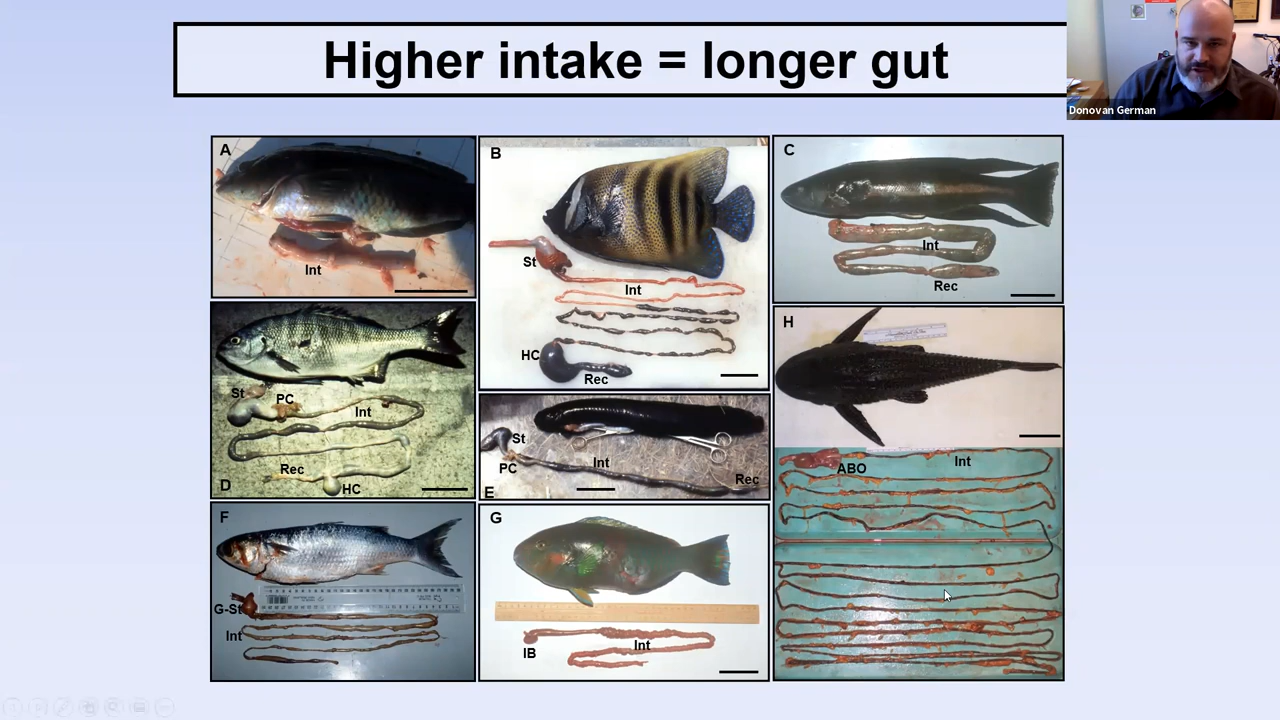 Higher intake = longer gut
Donovan German
A
Int
B
St
Int
HC
Rec
C
Int
Rec
St
PC
Int
Rec
HC
D
St
PC
Int
Rec
E
H
ABO
Int
F
G-St
Int
G
IB
Int